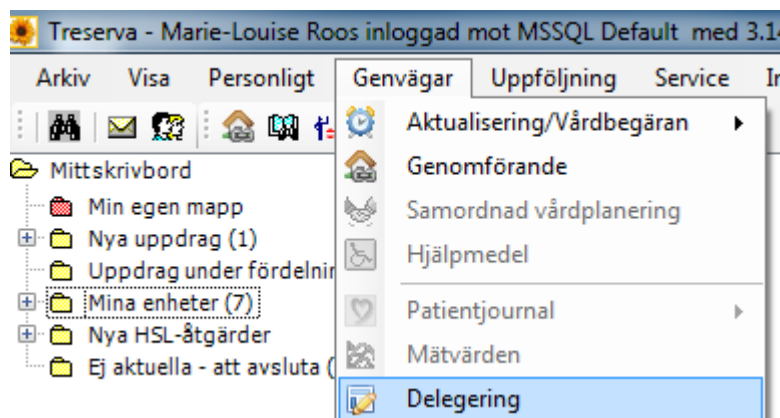 Treserva - Marie-Louise Roos inloggad mot MSSQL Default med 3.14
Arkiv Visa Personligt Genvägar Uppföljning Service
Aktualisering/Vårdbegäran
Mittskrivbord
Genomförande
Min egen mapp
Samordnad vårdplanering
Nya uppdrag (1)
Hjälpmedel
Uppdrag under
Mina enheter (7)
Patientjournal
Nya HSL-åtgärder
Mätvärden
Ej aktuella - att avsluta (
Delegering